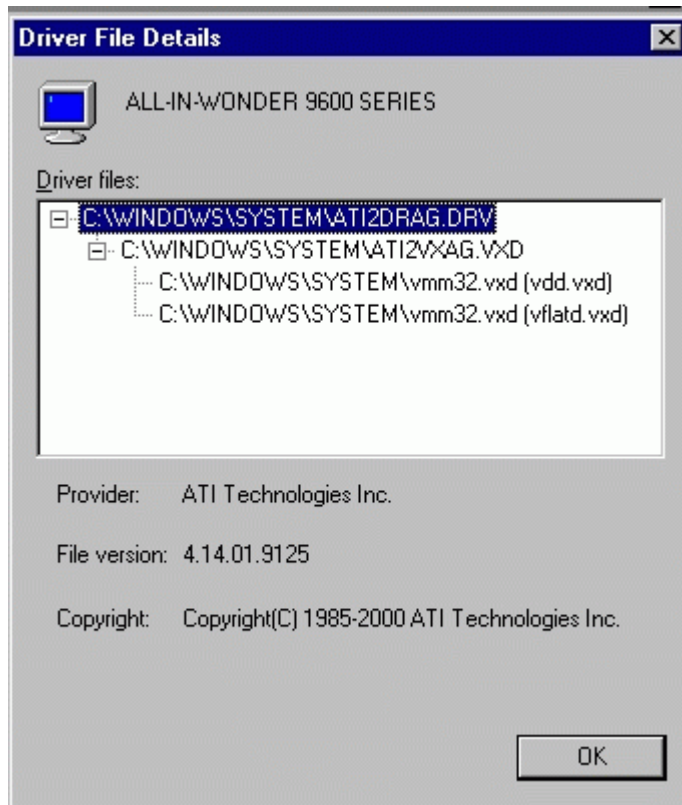 Driver File Details
ALL-IN-WONDER 9600 SERIES
Driver files:
C:\WINDOWS\SYSTEM\ATI2DRAG.DRV
C:\WINDOWS\SYSTEM\ATI2VXAG.VXD
C:\WINDOWS\SYSTEM\vmm32.vxd (vdd.vxd)
C:\WINDOWS\SYSTEM\vmm32.vxd (vflatd.vxd)
Provider: ATI Technologies Inc.
File version: 4.14.01.9125
Copyright: Copyright(C) 1985-2000 ATI Technologies Inc.
OK